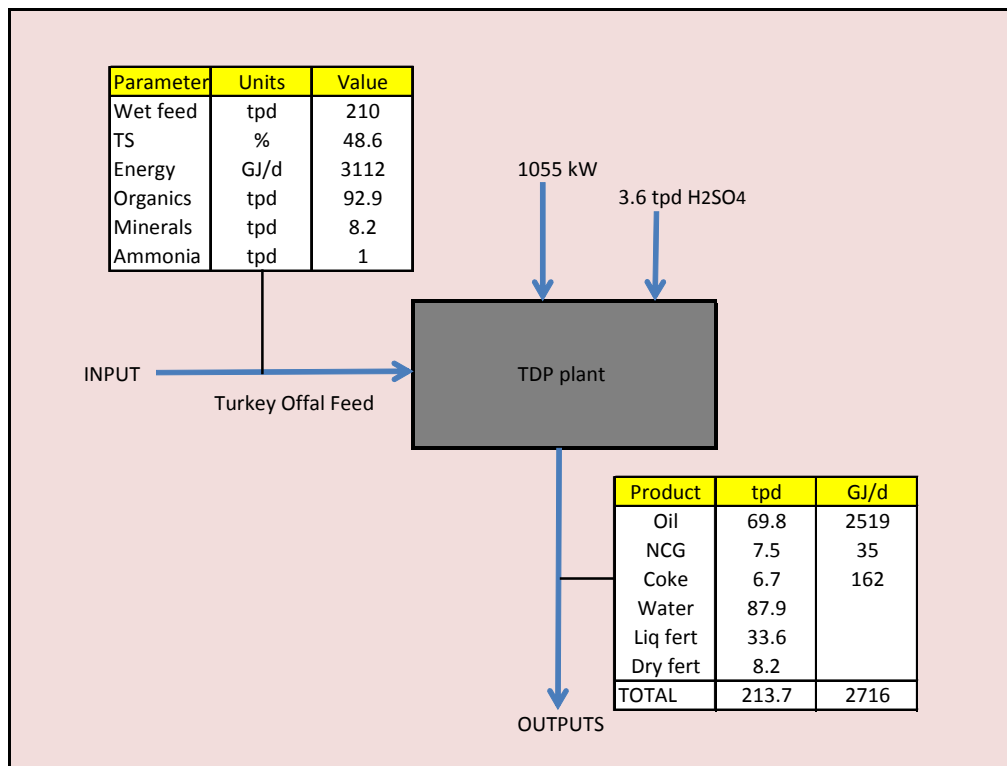 Parameter Units Value
Wet feed tpd 210
TS % 48.6
Energy GJ/d 3112
Organics tpd 92.9
Minerals tpd 8.2
Ammonia tpd 1
1055 kW
3.6 tpd H2SO4
INPUT
TDP plant
Turkey Offal Feed
Product tpd GJ/d
Oil 69.8 2519
NCG 7.5 35
Coke 6.7 162
Water 87.9
Liq fert 33.6
Dry fert 8.2
TOTAL 213.7 2716
OUTPUTS